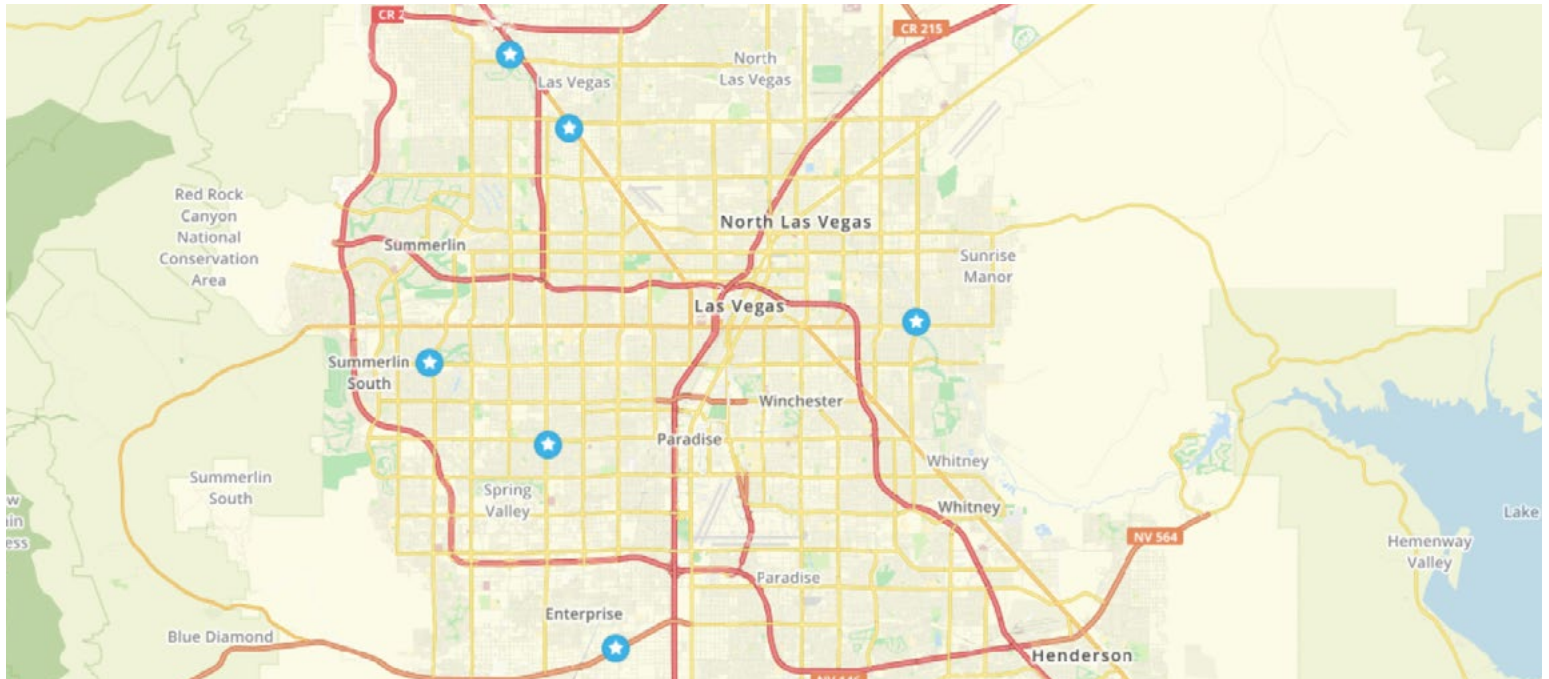 CR 2
CR 215
North
Las Vegas
Las Vegas
Red Rock
Canyon
National
Conservation
Area
North Las Vegas
Summerlin
Sunrise
Manor
Las Vegas
Summerlin
South
Winchester
Paradise
Whitney
Summerlin
South
Spring
Valley
Whitney
Lake
NV 564
Hemenway
Valley
Paradise
Enterprise
Blue Diamond
Henderson